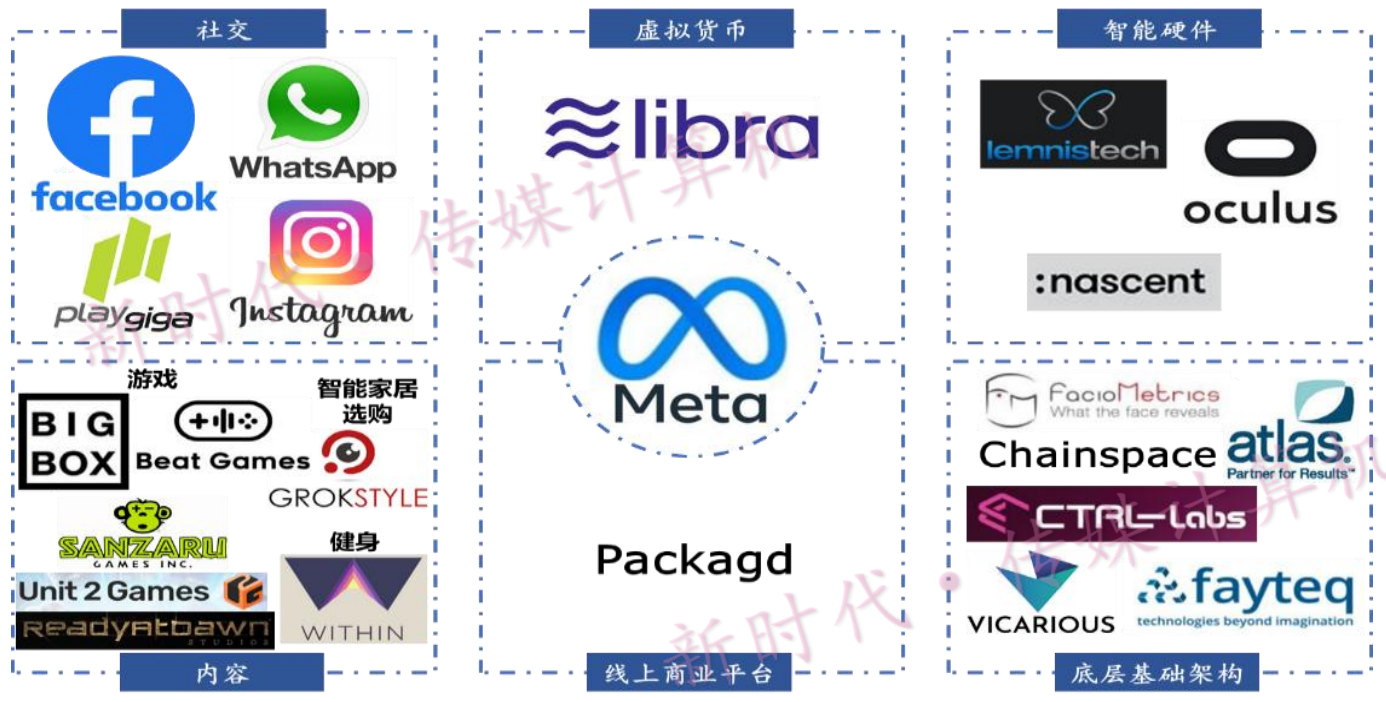 社交
facebook
WhatsApp
playgiga
Instagram
虚拟货币
libra
智能硬件
lemnistech
oculus
:nascent
Meta
游戏
BIG
BOX
Beat Games
智能家居
选购
GROKSTYLE
SANZARU
GAMES INC.
Unit 2 Games
READYATDAWN
STUDIOS
健身
WITHIN
内容
Packagd
线上商业平台
FacioMetrics
What the face reveals
Chainspace
atlas.
Partner for Results™
CTRL-Labs
VICARIOUS
fayteq
technologies beyond imagination
底层基础架构
新时代·传媒计算机
新时代·传媒计算机